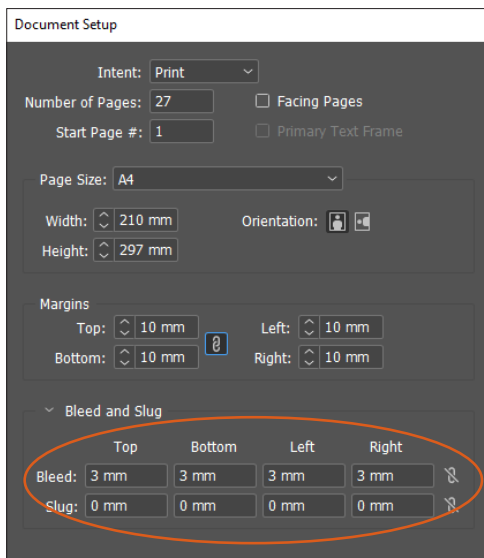 Document Setup
Intent: Print
Number of Pages: 27 Facing Pages
Start Page #: 1 Primary Text Frame
Page Size: A4
Width: 210 mm Orientation:
Height: 297 mm
Margins
Top: 10 mm Left: 10 mm
Bottom: 10 mm Right: 10 mm
Bleed and Slug
Top Bottom Left Right
Bleed: 3 mm 3 mm 3 mm 3 mm
Slug: 0 mm 0 mm 0 mm 0 mm